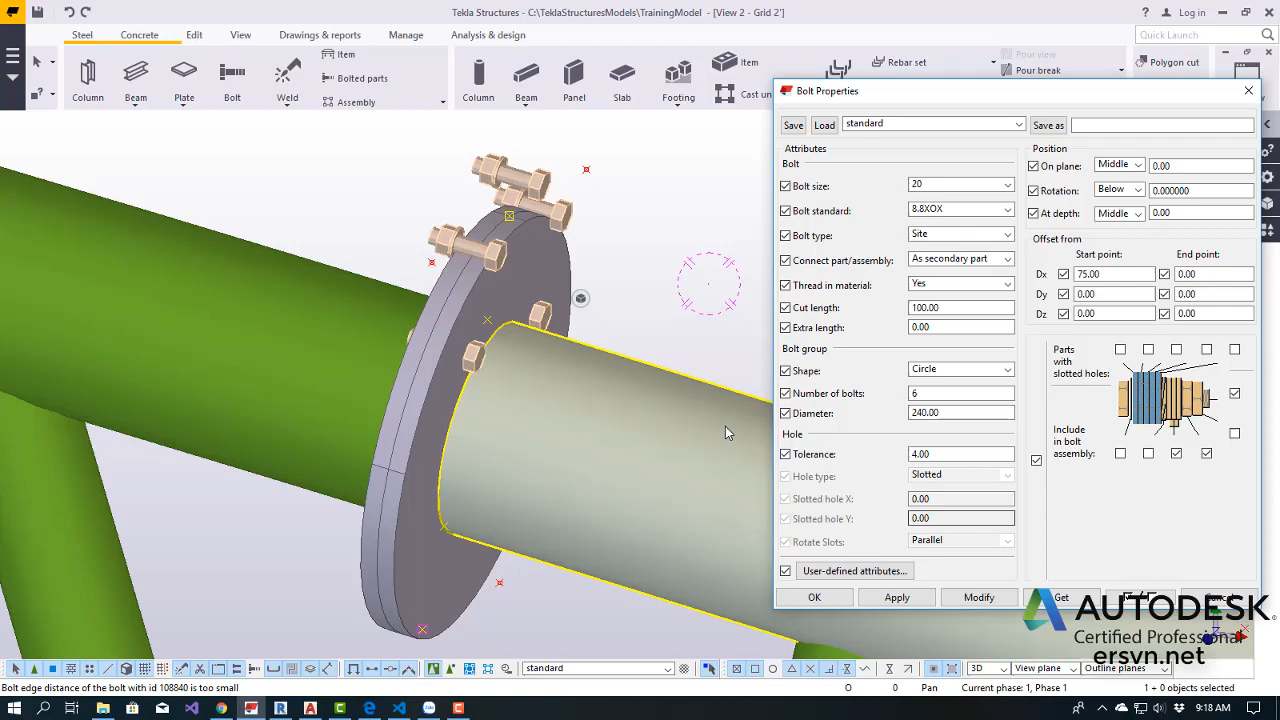 Tekla Structures - C:\TeklaStructuresModels\TrainingModel - [View 2 - Grid 2']
Log in
Steel Concrete Edit View Drawings & reports Manage Analysis & design
Quick Launch
Item
Bolted parts
Assembly
Column Beam Plate Bolt Weld
Column Beam Panel Slab Footing
Item
Cast un
Rebar set
Pour view
Pour break
Polygon cut
Bolt Properties
Save Load standard Save as
Attributes
Bolt
Bolt size: 20
Bolt standard: 8.8XOX
Bolt type: Site
Connect part/assembly: As secondary part
Thread in material: Yes
Cut length: 100.00
Extra length: 0.00
Bolt group
Shape: Circle
Number of bolts: 6
Diameter: 240.00
Hole
Tolerance: 4.00
Hole type: Slotted
Slotted hole X: 0.00
Slotted hole Y: 0.00
Rotate Slots: Parallel
User-defined attributes...
Position
On plane: Middle 0.00
Rotation: Below 0.000000
At depth: Middle 0.00
Offset from
Start point: End point:
Dx 75.00 0.00
Dy 0.00 0.00
Dz 0.00 0.00
Parts
with
slotted holes:
Include
in bolt
assembly:
OK Apply Modify Get Cancel
AUTODESK
Certified Professional
ersvn.net
standard
3D View plane Outline planes
Bolt edge distance of the bolt with id 108840 is too small
O 0 Pan Current phase: 1, Phase 1 1 + 0 objects selected
9:18 AM